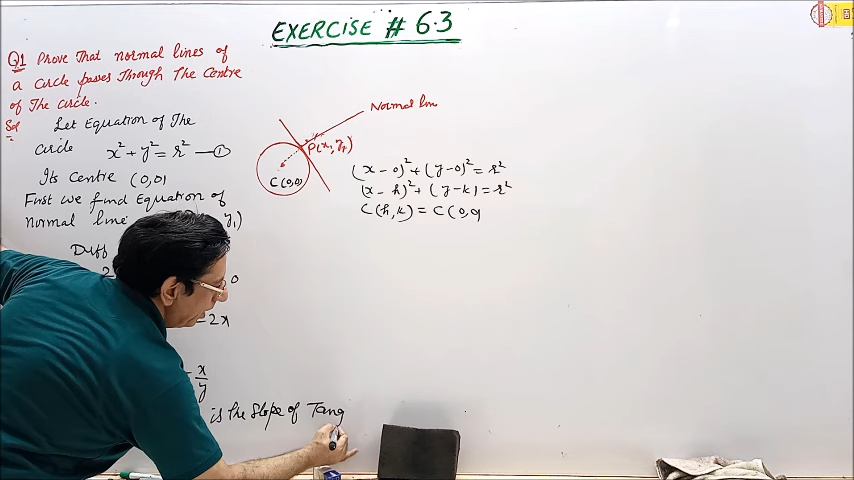 EXERCISE # 6.3
Q1 Prove That normal lines of
a circle passes Through The Centre
of The circle.
Sol
Let Equation of The
circle x² + y² = r² — ①
Its Centre (0,0)
First we find Equation of
normal line y₁)
Diff
2 0
= 2x
- x/y
is the slope of Tang
Normal line
P(x₁, y₁)
C(0,0)
(x - 0)² + (y - 0)² = r²
(x - h)² + (y - k) = r²
C(h,k) = C(0,0